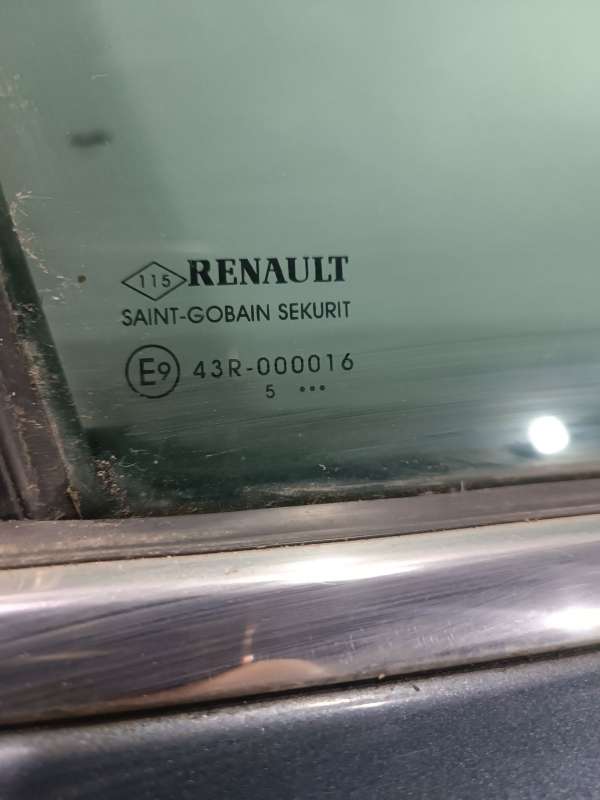 115 RENAULT
SAINT-GOBAIN SEKURIT
E9 43R-000016
5 •••